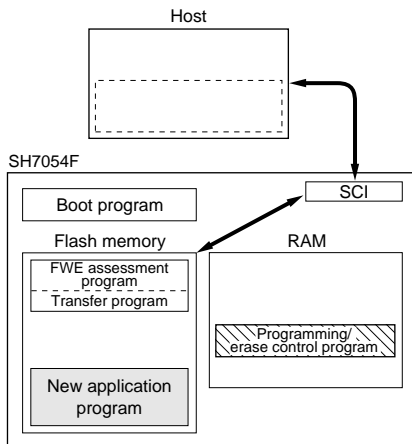 Host
SH7054F
SCI
Boot program
Flash memory
RAM
FWE assessment
program
Transfer program
Programming/
erase control program
New application
program